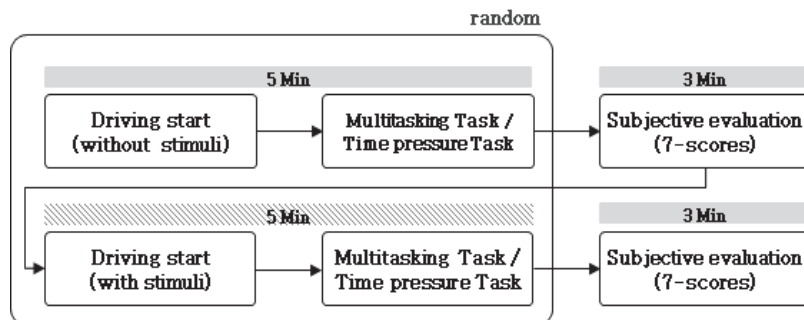 random
5 Min
3 Min
Driving start
(without stimuli)
Multitasking Task /
Time pressure Task
Subjective evaluation
(7-scores)
5 Min
3 Min
Driving start
(with stimuli)
Multitasking Task /
Time pressure Task
Subjective evaluation
(7-scores)